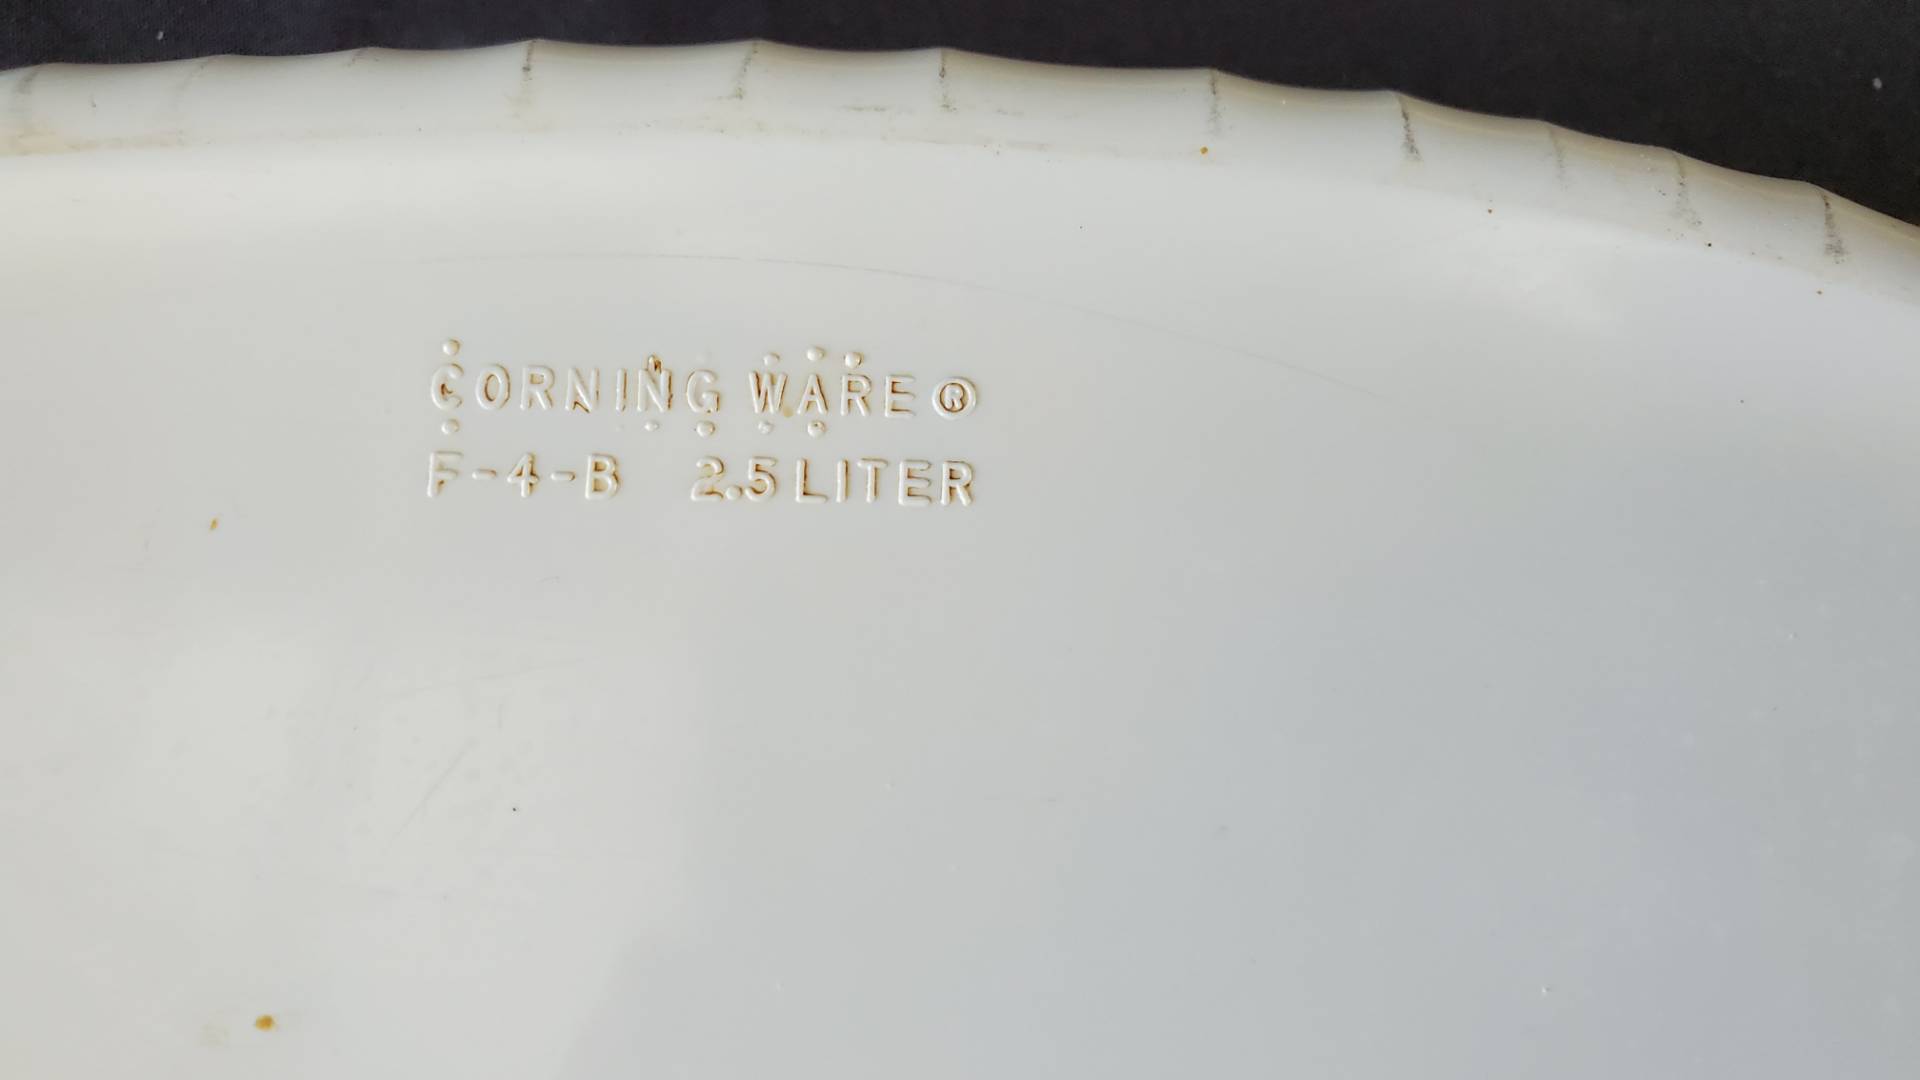 CORNING WARE®
F-4-B 2.5 LITER